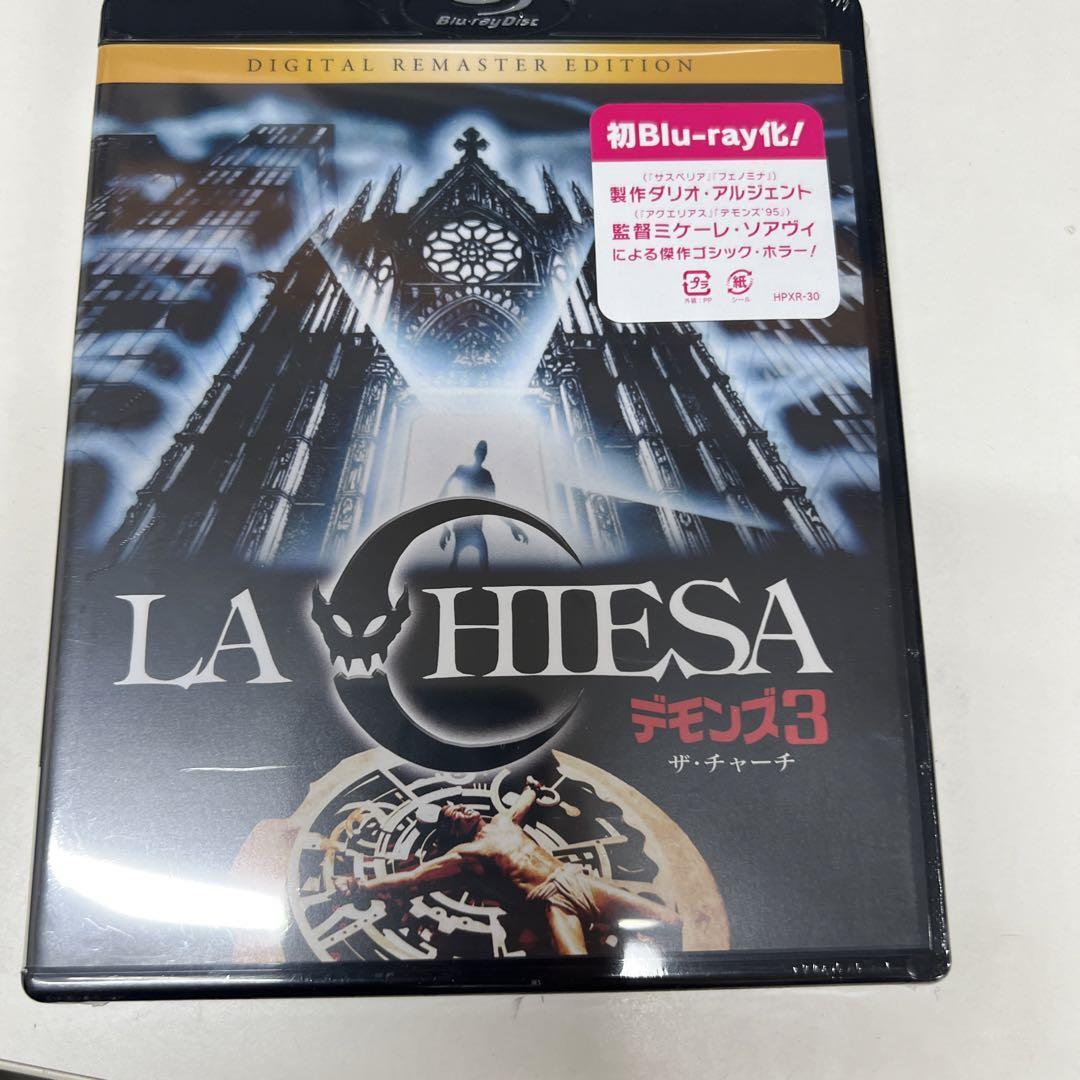 Blu-ray Disc
DIGITAL REMASTER EDITION
初Blu-ray化!
(『サスペリア』『フェノミナ』)
製作ダリオ・アルジェント
(『アクエリアス』『デモンズ'95』)
監督ミケーレ・ソアヴィ
による傑作ゴシック・ホラー!
プラ
紙
外装:PP
シール
HPXR-30
LA CHIESA
デモンズ3
ザ・チャーチ